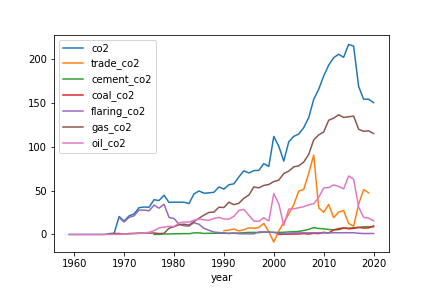 co2
trade_co2
cement_co2
coal_co2
flaring_co2
gas_co2
oil_co2
200
150
100
50
0
1960 1970 1980 1990 2000 2010 2020
year